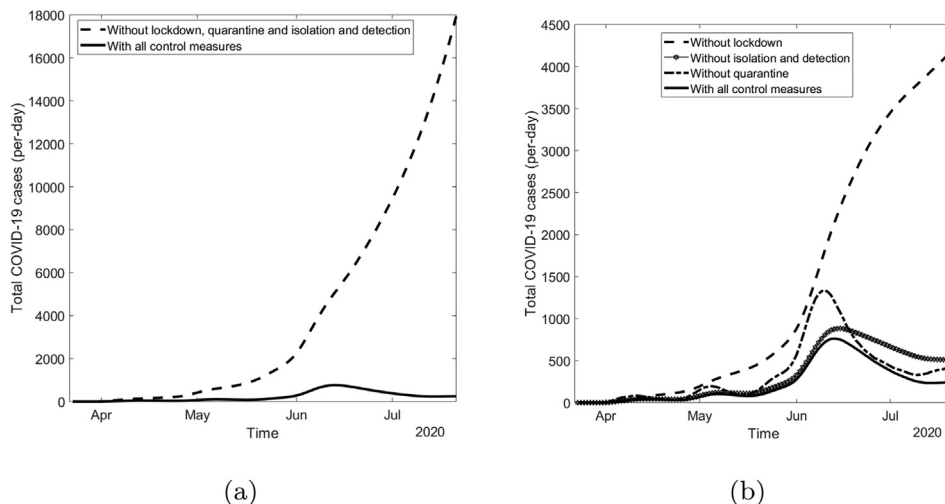 18000
16000
14000
12000
10000
8000
6000
4000
2000
0
Total COVID-19 cases (per-day)
Without lockdown, quarantine and isolation and detection
With all control measures
Apr May Jun Jul
Time
2020
(a)
4500
4000
3500
3000
2500
2000
1500
1000
500
0
Total COVID-19 cases (per-day)
Without lockdown
Without isolation and detection
Without quarantine
With all control measures
Apr May Jun Jul
Time
2020
(b)